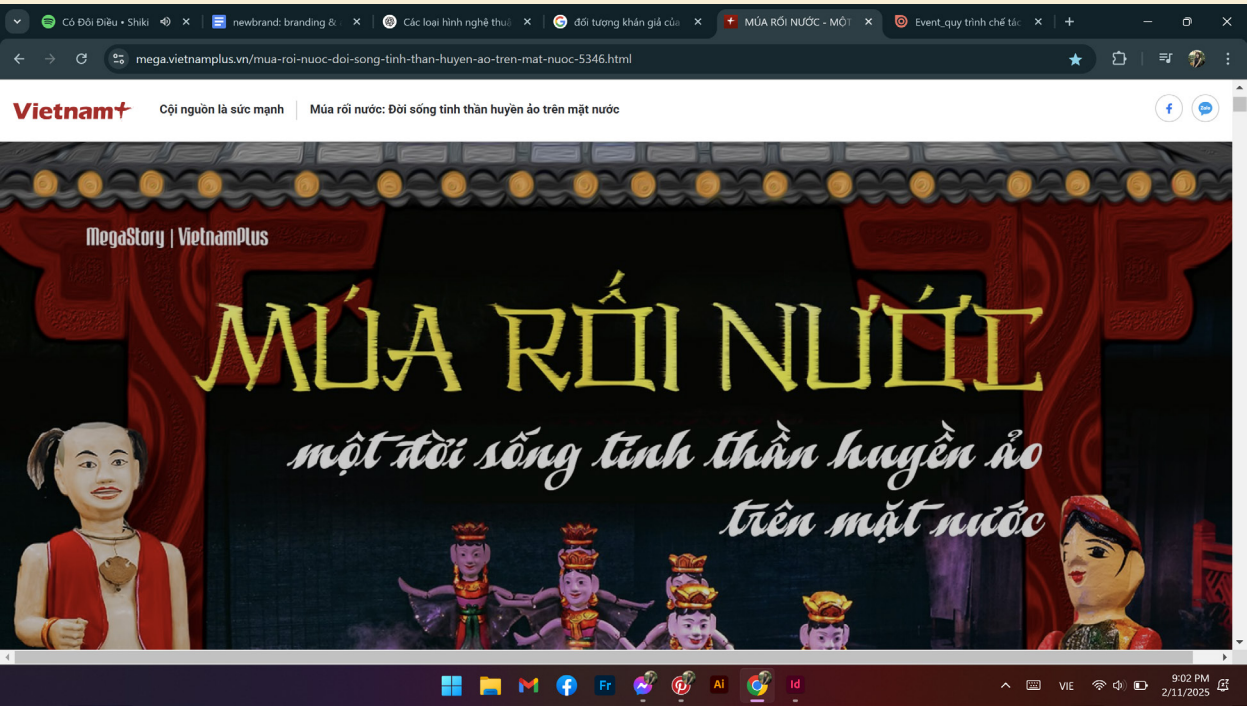 Có Đôi Điều • Shiki
newbrand: branding &
Các loại hình nghệ thuậ
đối tượng khán giả của
MÚA RỐI NƯỚC - MỘT
Event_quy trình chế tác
mega.vietnamplus.vn/mua-roi-nuoc-doi-song-tinh-than-huyen-ao-tren-mat-nuoc-5346.html
Vietnam+
Cội nguồn là sức mạnh
Múa rối nước: Đời sống tinh thần huyền ảo trên mặt nước
Zalo
MegaStory | VietnamPlus
MÚA RỐI NƯỚC
một đời sống tinh thần huyền ảo
trên mặt nước
Fr
Ai
Id
VIE
9:02 PM
2/11/2025